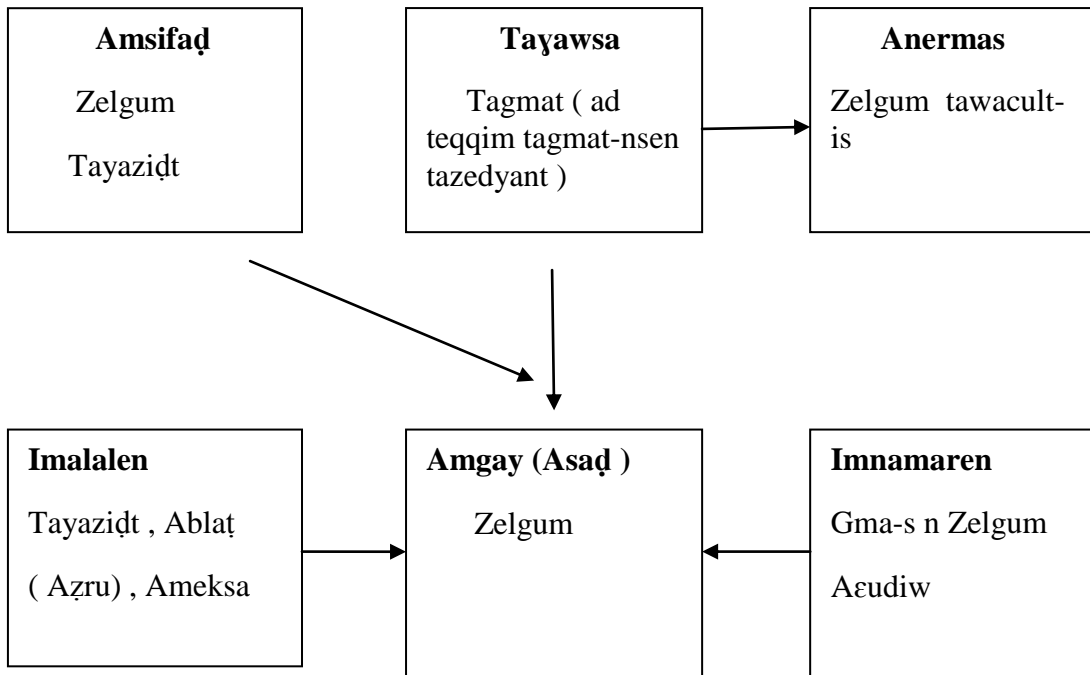 Amsifaḍ
Zelgum
Tayaziḍt
Taɣawsa
Tagmat ( ad
teqqim tagmat-nsen
tazedyant )
Anermas
Zelgum tawacult-
is
Imalalen
Tayaziḍt , Ablaṭ
( Aẓru) , Ameksa
Amgay (Asaḍ )
Zelgum
Imnamaren
Gma-s n Zelgum
Aɛudiw